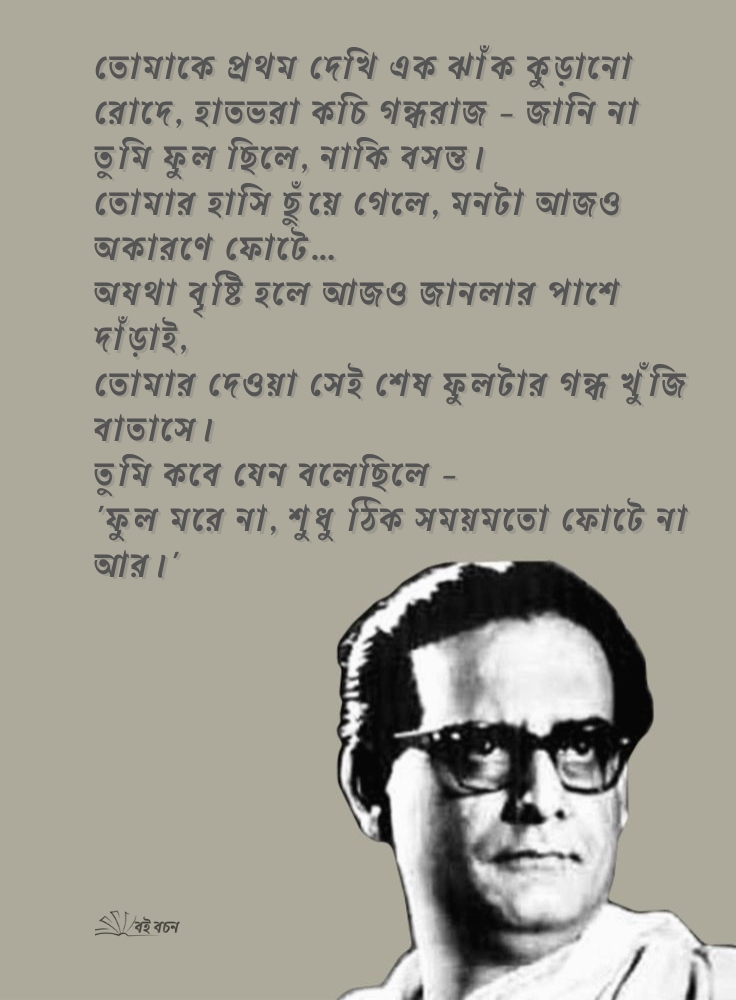 তোমাকে প্রথম দেখি এক ঝাঁক কুড়ানো
রোদে, হাতভরা কচি গন্ধরাজ – জানি না
তুমি ফুল ছিলে, নাকি বসন্ত।
তোমার হাসি ছুঁয়ে গেলে, মনটা আজও
অকারণে ফোটে...
অযথা বৃষ্টি হলে আজও জানলার পাশে
দাঁড়াই,
তোমার দেওয়া সেই শেষ ফুলটার গন্ধ খুঁজি
বাতাসে।
তুমি কবে যেন বলেছিলে –
'ফুল মরে না, শুধু ঠিক সময়মতো ফোটে না
আর।'
বই বচন